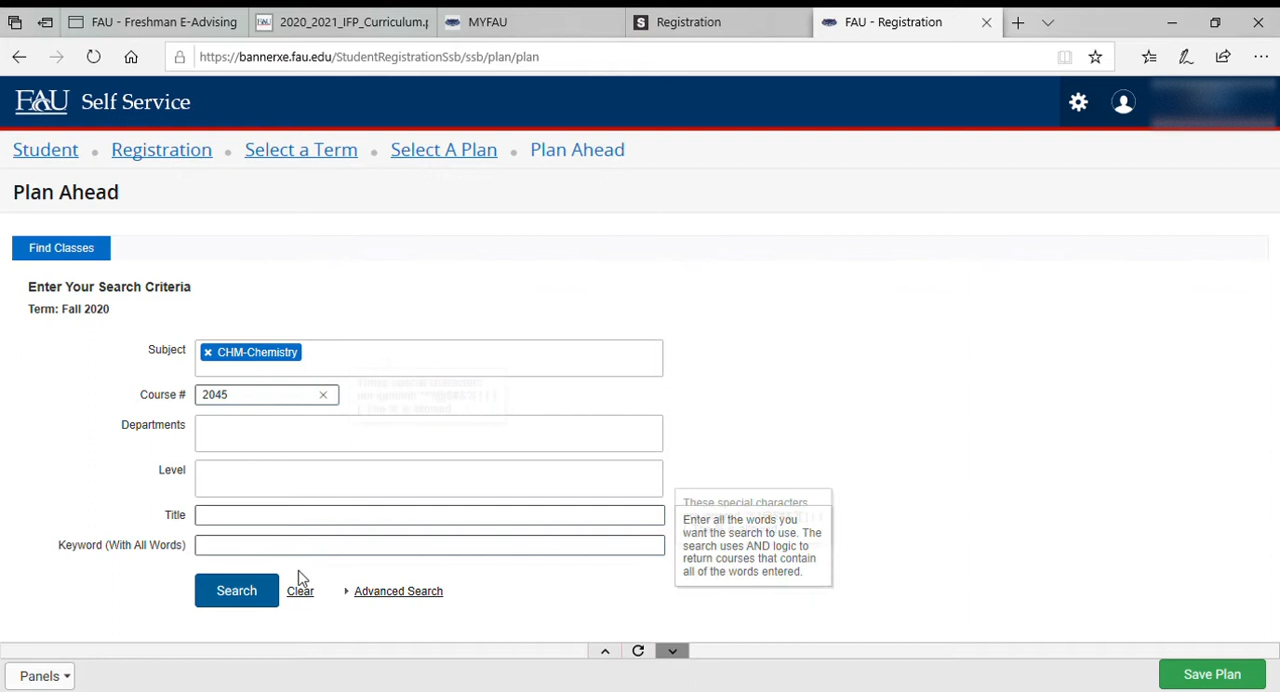 FAU - Freshman E-Advising
2020_2021_IFP_Curriculum.p
MYFAU
Registration
FAU - Registration
https://bannerxe.fau.edu/StudentRegistrationSsb/ssb/plan/plan
FAU Self Service
Student • Registration • Select a Term • Select A Plan • Plan Ahead
Plan Ahead
Find Classes
Enter Your Search Criteria
Term: Fall 2020
Subject
CHM-Chemistry
Course #
2045
Departments
Level
These special characters
Title
Enter all the words you
want the search to use. The
search uses AND logic to
return courses that contain
all of the words entered.
Keyword (With All Words)
Search
Clear
Advanced Search
Panels
Save Plan